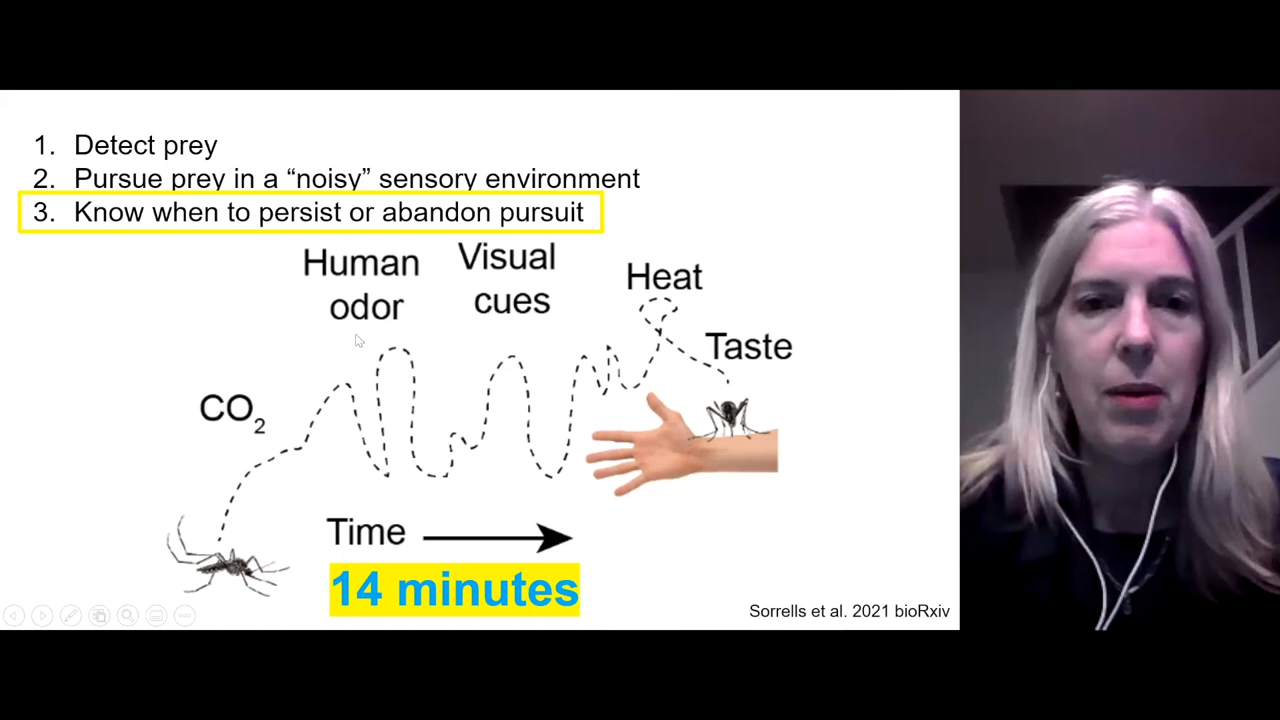 1. Detect prey
2. Pursue prey in a “noisy” sensory environment
3. Know when to persist or abandon pursuit
Human
odor
Visual
cues
Heat
Taste
CO2
Time
14 minutes
Sorrells et al. 2021 bioRxiv